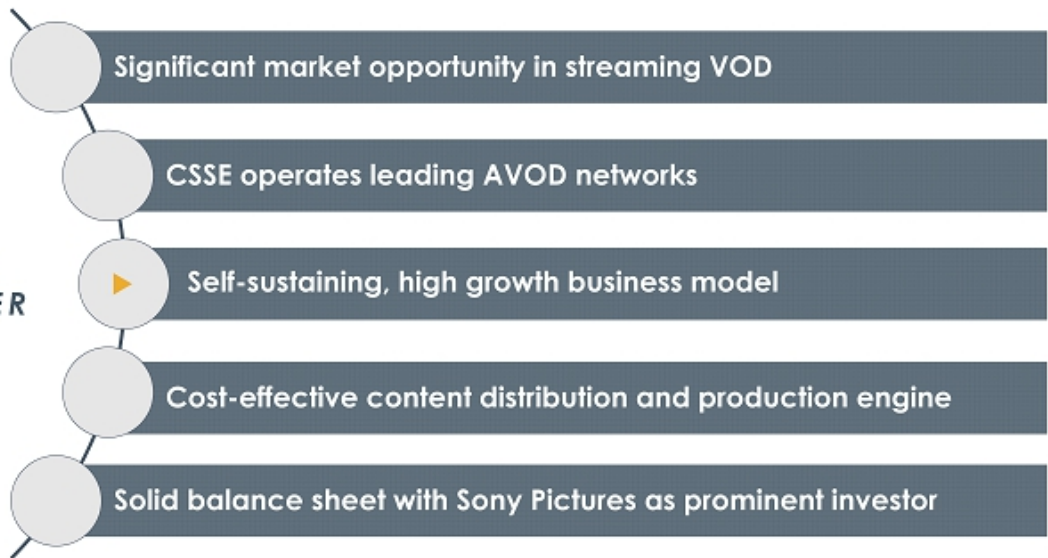 Significant market opportunity in streaming VOD
CSSE operates leading AVOD networks
Self-sustaining, high growth business model
ER
Cost-effective content distribution and production engine
Solid balance sheet with Sony Pictures as prominent investor